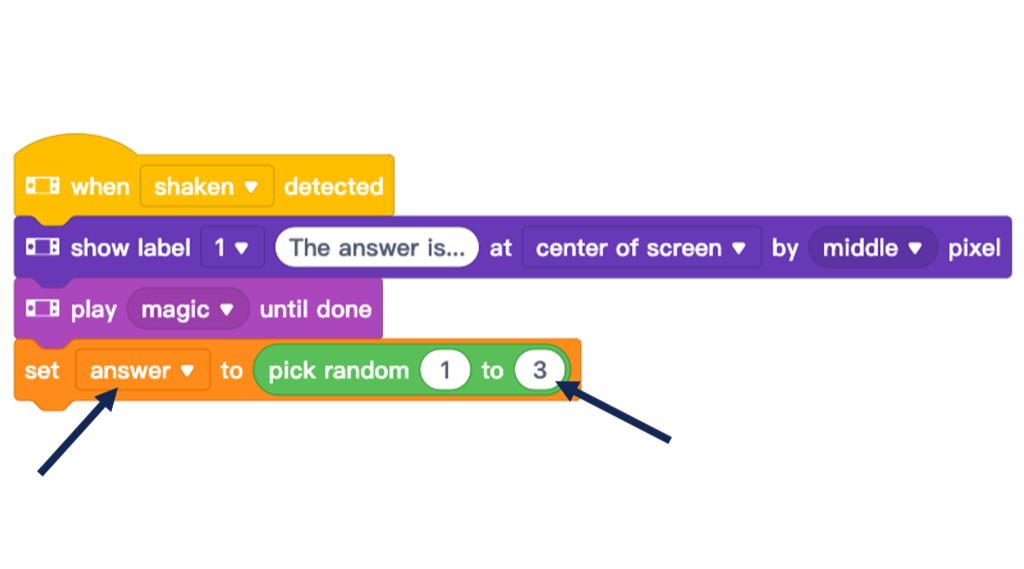 when shaken detected
show label 1 The answer is... at center of screen by middle pixel
play magic until done
set answer to pick random 1 to 3